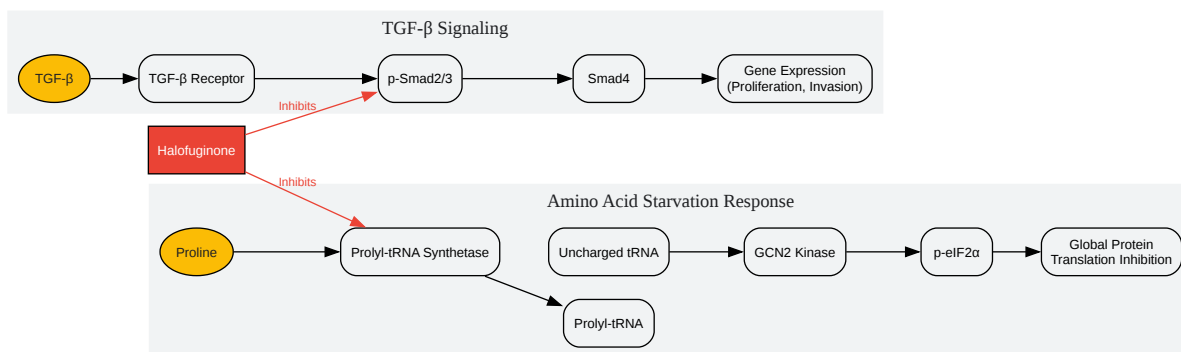 TGF-β Signaling
TGF-β
TGF-β Receptor
p-Smad2/3
Smad4
Gene Expression
(Proliferation, Invasion)
Inhibits
Halofuginone
Inhibits
Amino Acid Starvation Response
Proline
Prolyl-tRNA Synthetase
Uncharged tRNA
GCN2 Kinase
p-eIF2α
Global Protein
Translation Inhibition
Prolyl-tRNA